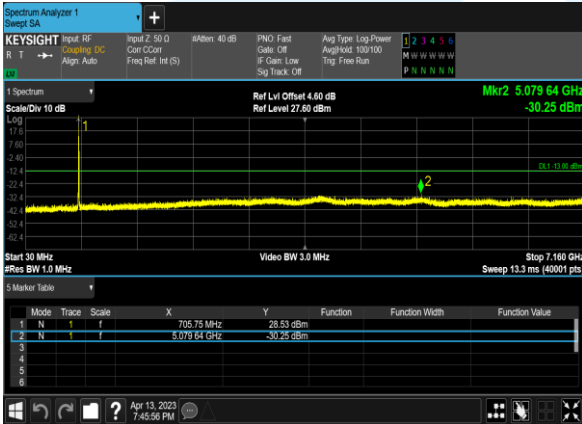 Spectrum Analyzer 1
Swept SA
KEYSIGHT
R T
LV
Input: RF
Coupling: DC
Align: Auto
Input Z: 50 Ω
Corr CCorr
Freq Ref: Int (S)
#Atten: 40 dB
PNO: Fast
Gate: Off
IF Gain: Low
Sig Track: Off
Avg Type: Log-Power
Avg|Hold: 100/100
Trig: Free Run
1 2 3 4 5 6
M W W W W W
P N N N N N
1 Spectrum
Scale/Div 10 dB
Ref Lvl Offset 4.60 dB
Ref Level 27.60 dBm
Mkr2 5.079 64 GHz
-30.25 dBm
Log
17.6
7.60
-2.40
-12.4
-22.4
-32.4
-42.4
-52.4
-62.4
1
DL1 -13.00 dBm
2
Start 30 MHz
#Res BW 1.0 MHz
Video BW 3.0 MHz
Stop 7.160 GHz
Sweep 13.3 ms (40001 pts
5 Marker Table
Mode Trace Scale X Y Function Function Width Function Value
1 N 1 f 705.75 MHz 28.53 dBm
2 N 1 f 5.079 64 GHz -30.25 dBm
3
4
5
6
Apr 13, 2023
7:45:56 PM